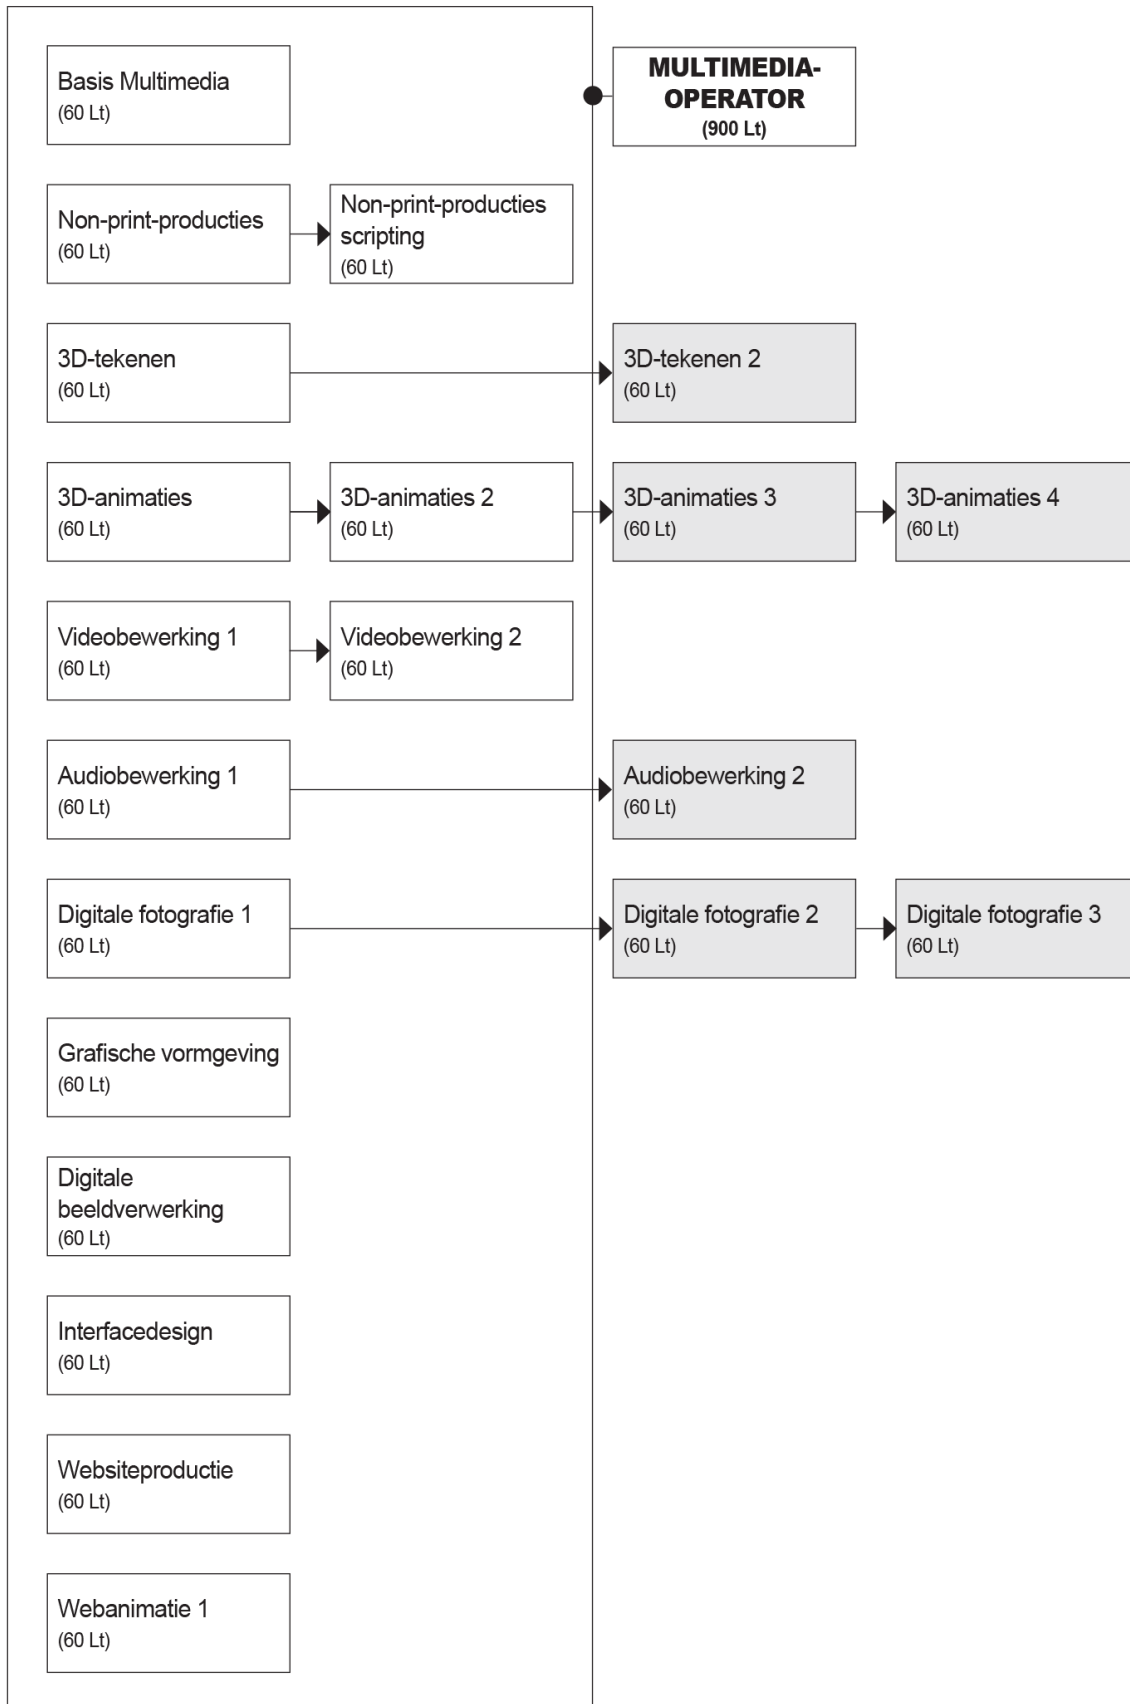 Basis Multimedia
(60 Lt)
MULTIMEDIA-
OPERATOR
(900 Lt)
Non-print-producties
(60 Lt)
Non-print-producties
scripting
(60 Lt)
3D-tekenen
(60 Lt)
3D-tekenen 2
(60 Lt)
3D-animaties
(60 Lt)
3D-animaties 2
(60 Lt)
3D-animaties 3
(60 Lt)
3D-animaties 4
(60 Lt)
Videobewerking 1
(60 Lt)
Videobewerking 2
(60 Lt)
Audiobewerking 1
(60 Lt)
Audiobewerking 2
(60 Lt)
Digitale fotografie 1
(60 Lt)
Digitale fotografie 2
(60 Lt)
Digitale fotografie 3
(60 Lt)
Grafische vormgeving
(60 Lt)
Digitale
beeldverwerking
(60 Lt)
Interfacedesign
(60 Lt)
Websiteproductie
(60 Lt)
Webanimatie 1
(60 Lt)